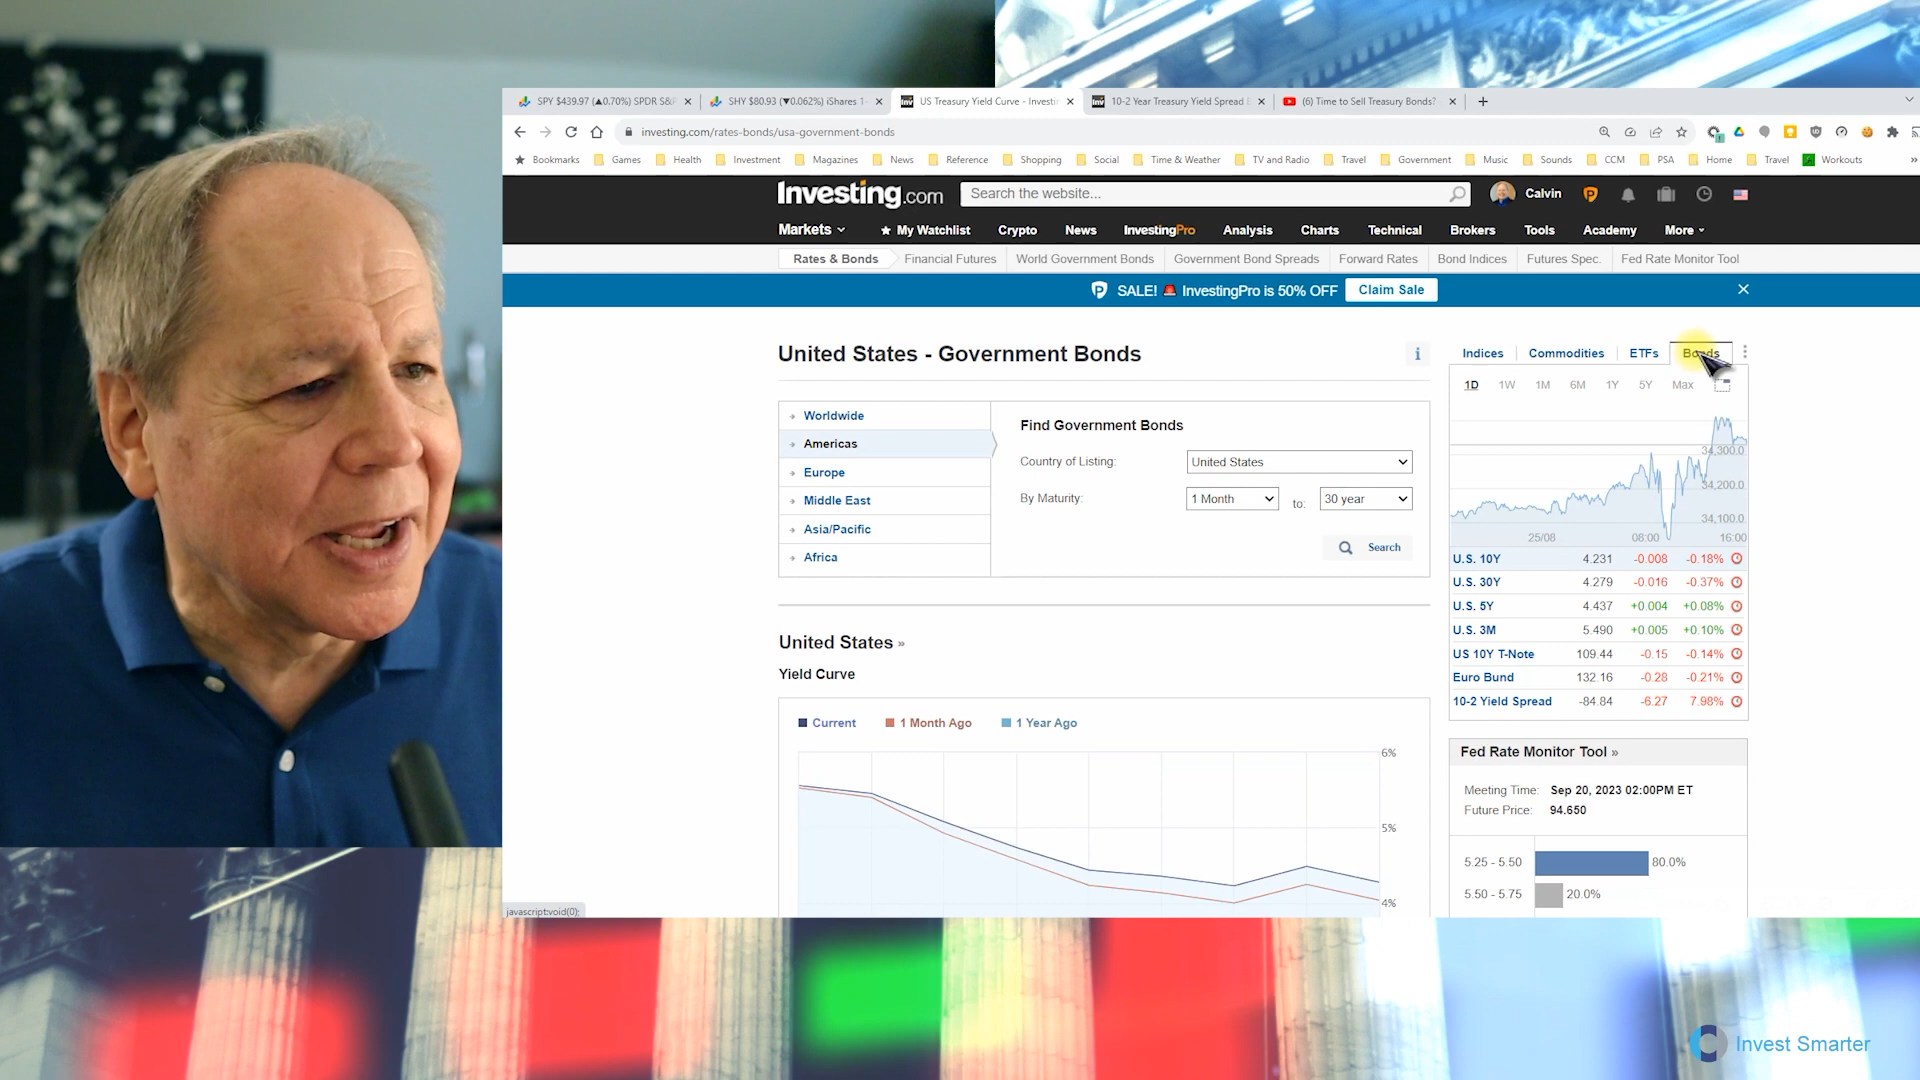 SPY $439.97 (▲0.70%) SPDR S&P
SHY $80.93 (▼0.062%) iShares 1-
US Treasury Yield Curve - Investi
10-2 Year Treasury Yield Spread
(6) Time to Sell Treasury Bonds?
investing.com/rates-bonds/usa-government-bonds
Bookmarks Games Health Investment Magazines News Reference Shopping Social Time & Weather TV and Radio Travel Government Music Sounds CCM PSA Home Travel Workouts »
Investing.com Search the website... Calvin
Markets My Watchlist Crypto News InvestingPro Analysis Charts Technical Brokers Tools Academy More
Rates & Bonds Financial Futures World Government Bonds Government Bond Spreads Forward Rates Bond Indices Futures Spec. Fed Rate Monitor Tool
SALE! InvestingPro is 50% OFF Claim Sale
United States - Government Bonds
Worldwide
Americas
Europe
Middle East
Asia/Pacific
Africa
Find Government Bonds
Country of Listing: United States
By Maturity: 1 Month to: 30 year
Search
United States »
Yield Curve
Current 1 Month Ago 1 Year Ago
6%
5%
4%
Indices Commodities ETFs Bonds
1D 1W 1M 6M 1Y 5Y Max
34,300.0
34,200.0
34,100.0
25/08 08:00 16:00
U.S. 10Y 4.231 -0.008 -0.18%
U.S. 30Y 4.279 -0.016 -0.37%
U.S. 5Y 4.437 +0.004 +0.08%
U.S. 3M 5.490 +0.005 +0.10%
US 10Y T-Note 109.44 -0.15 -0.14%
Euro Bund 132.16 -0.28 -0.21%
10-2 Yield Spread -84.84 -6.27 7.98%
Fed Rate Monitor Tool »
Meeting Time: Sep 20, 2023 02:00PM ET
Future Price: 94.650
5.25 - 5.50 80.0%
5.50 - 5.75 20.0%
javascript:void(0);
Invest Smarter